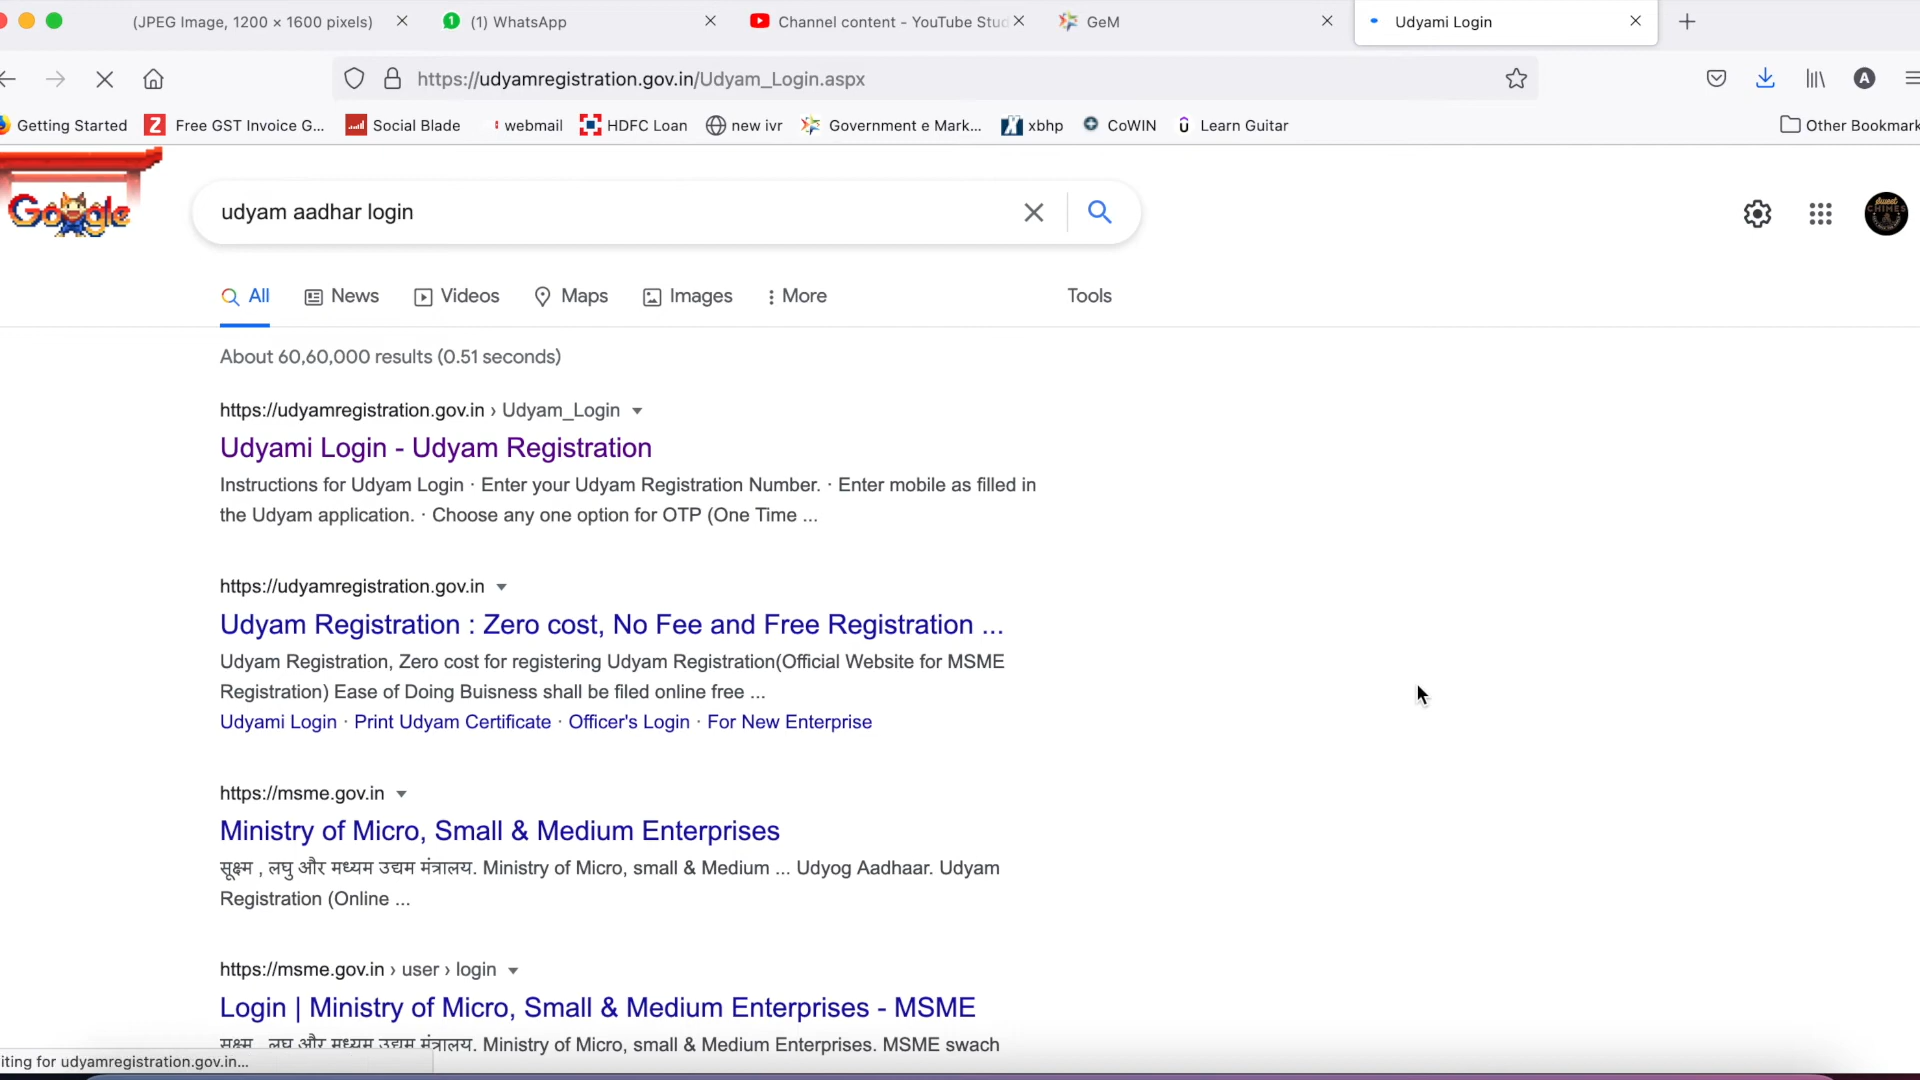 (JPEG Image, 1200 × 1600 pixels)
(1) WhatsApp
Channel content - YouTube Stud
GeM
Udyami Login
https://udyamregistration.gov.in/Udyam_Login.aspx
A
Getting Started
Free GST Invoice G...
Social Blade
webmail
HDFC Loan
new ivr
Government e Mark...
xbhp
CoWIN
Learn Guitar
Other Bookmark
Google
udyam aadhar login
All
News
Videos
Maps
Images
More
Tools
About 60,60,000 results (0.51 seconds)
https://udyamregistration.gov.in › Udyam_Login
Udyami Login - Udyam Registration
Instructions for Udyam Login · Enter your Udyam Registration Number. · Enter mobile as filled in
the Udyam application. · Choose any one option for OTP (One Time ...
https://udyamregistration.gov.in
Udyam Registration : Zero cost, No Fee and Free Registration ...
Udyam Registration, Zero cost for registering Udyam Registration(Official Website for MSME
Registration) Ease of Doing Buisness shall be filed online free ...
Udyami Login · Print Udyam Certificate · Officer's Login · For New Enterprise
https://msme.gov.in
Ministry of Micro, Small & Medium Enterprises
सूक्ष्म , लघु और मध्यम उद्यम मंत्रालय. Ministry of Micro, small & Medium ... Udyog Aadhaar. Udyam
Registration (Online ...
https://msme.gov.in › user › login
Login | Ministry of Micro, Small & Medium Enterprises - MSME
सूक्ष्म , लघु और मध्यम उद्यम मंत्रालय. Ministry of Micro, small & Medium Enterprises. MSME swach
iting for udyamregistration.gov.in...